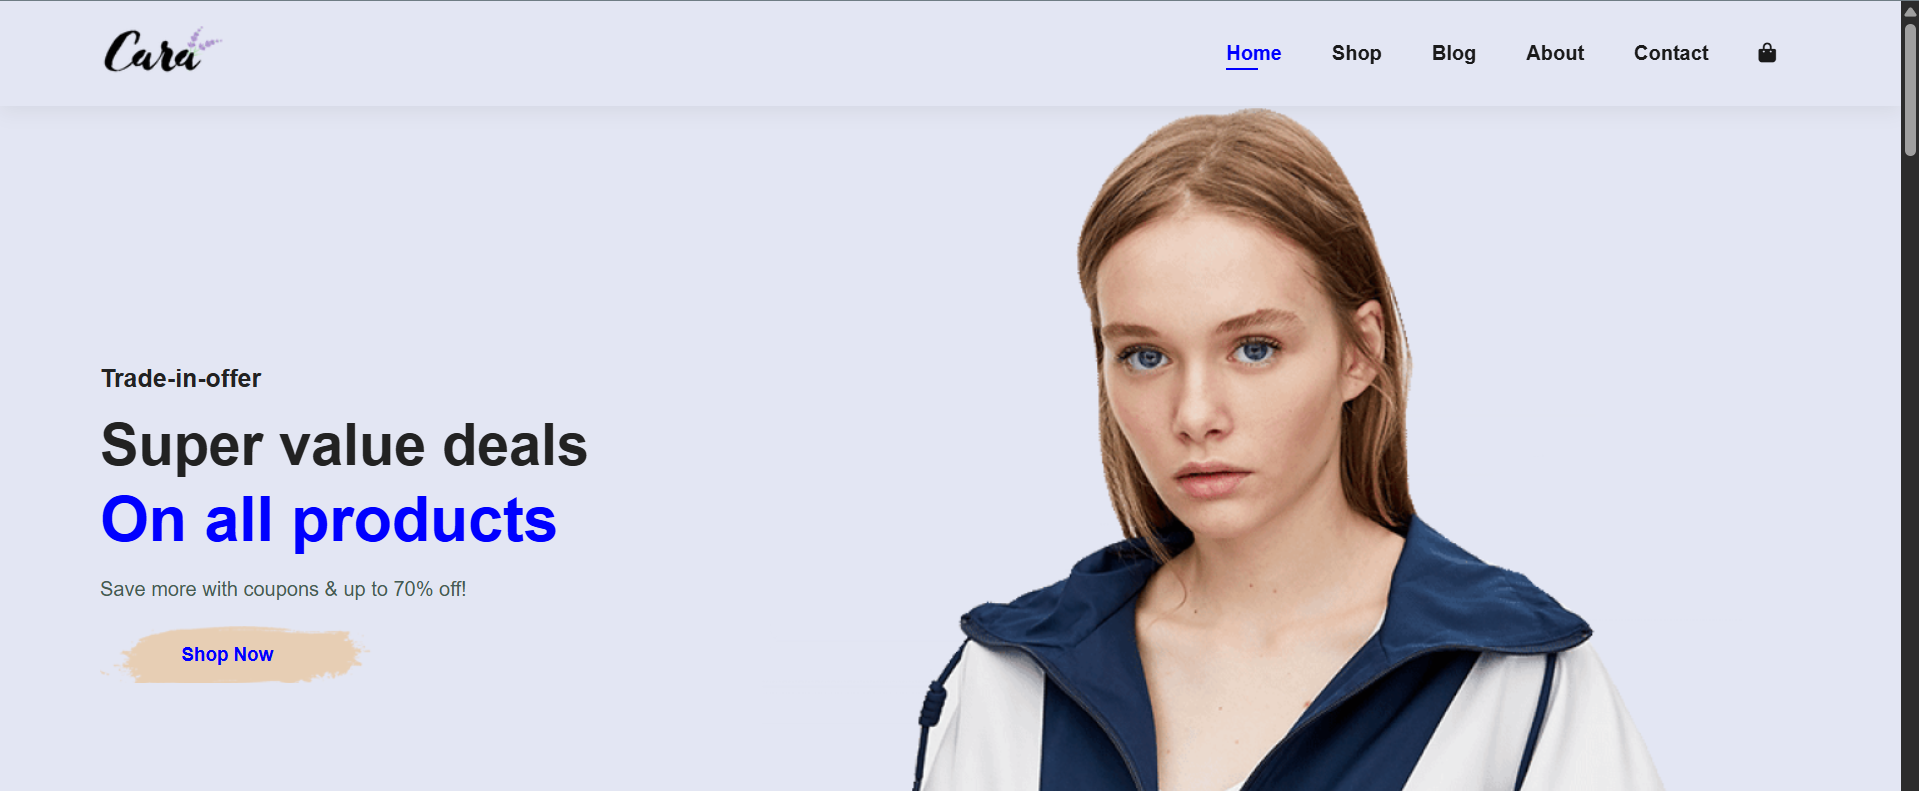 Cara
Home Shop Blog About Contact
Trade-in-offer
Super value deals
On all products
Save more with coupons & up to 70% off!
Shop Now